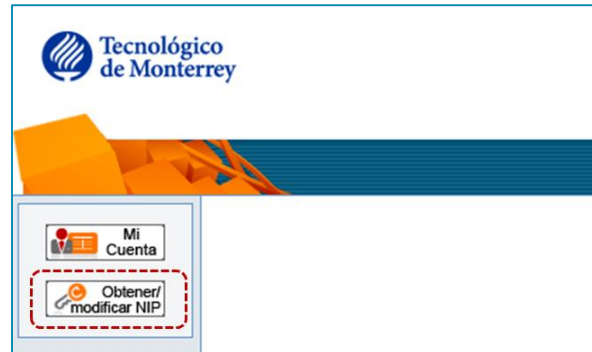 Tecnológico
de Monterrey
Mi
Cuenta
Obtener/
modificar NIP